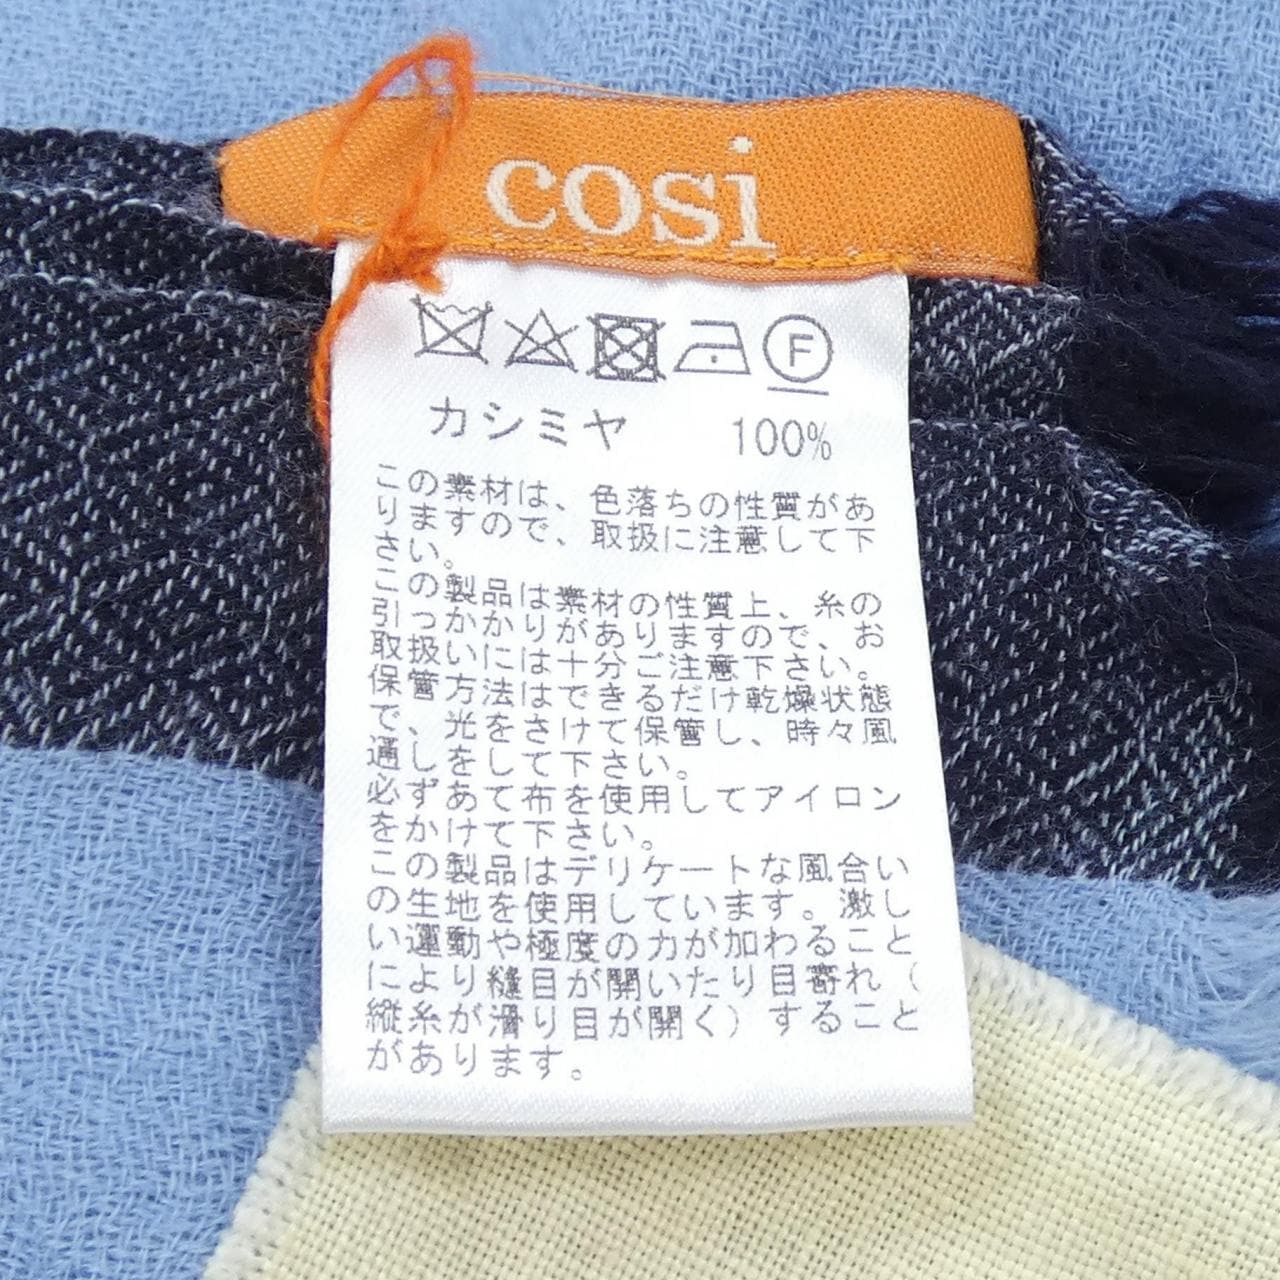 cosi
F
カシミヤ 100%
この素材は、色落ちの性質があ
りますので、取扱に注意して下
さい。
この製品は素材の性質上、糸の
引っかかりがありますので、お
取扱いには十分ご注意下さい。
保管方法はできるだけ乾燥状態
で、光をさけて保管し、時々風
通しをして下さい。
必ずあて布を使用してアイロン
をかけて下さい。
この製品はデリケートな風合い
の生地を使用しています。激し
い運動や極度の力が加わること
により縫目が開いたり目寄れ（
縦糸が滑り目が開く）すること
があります。